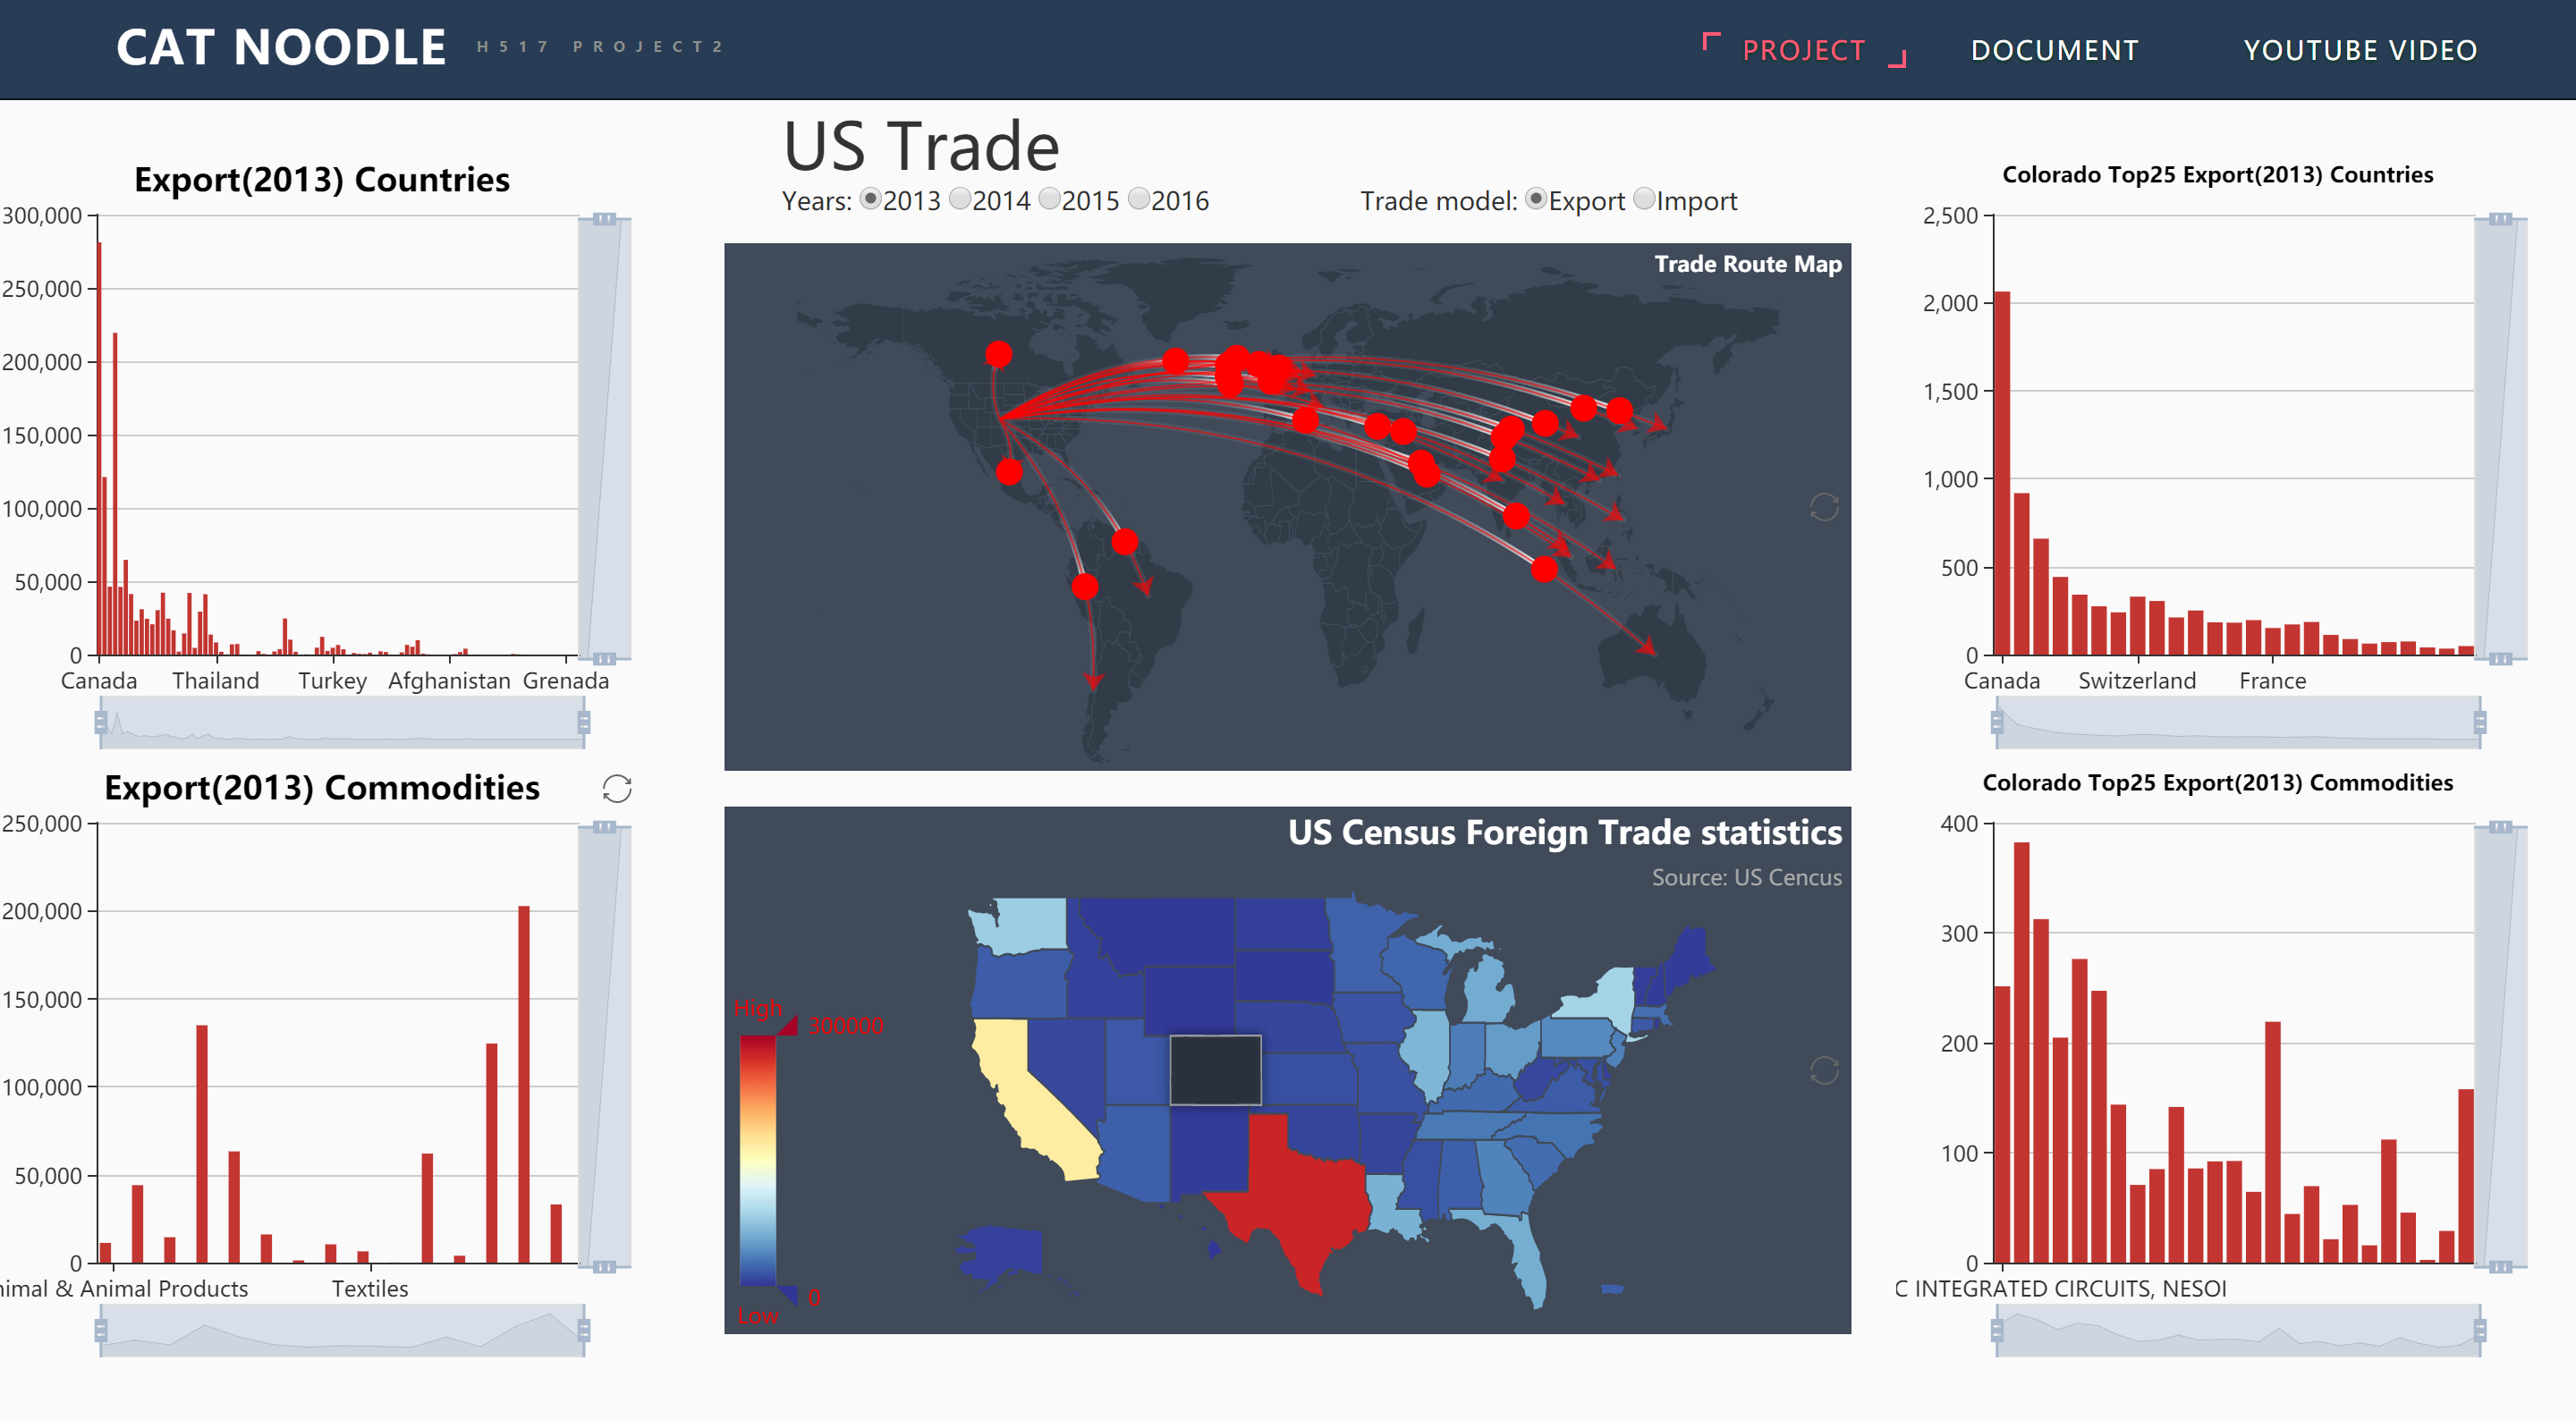 CAT NOODLE
H517 PROJECT2
PROJECT
DOCUMENT
YOUTUBE VIDEO
US Trade
Years: 2013 2014 2015 2016
Trade model: Export Import
Export(2013) Countries
300,000
250,000
200,000
150,000
100,000
50,000
0
Canada Thailand Turkey Afghanistan Grenada
Export(2013) Commodities
250,000
200,000
150,000
100,000
50,000
0
nimal & Animal Products Textiles
Trade Route Map
US Census Foreign Trade statistics
Source: US Cencus
High
300000
0
Low
Colorado Top25 Export(2013) Countries
2,500
2,000
1,500
1,000
500
0
Canada Switzerland France
Colorado Top25 Export(2013) Commodities
400
300
200
100
0
C INTEGRATED CIRCUITS, NESOI